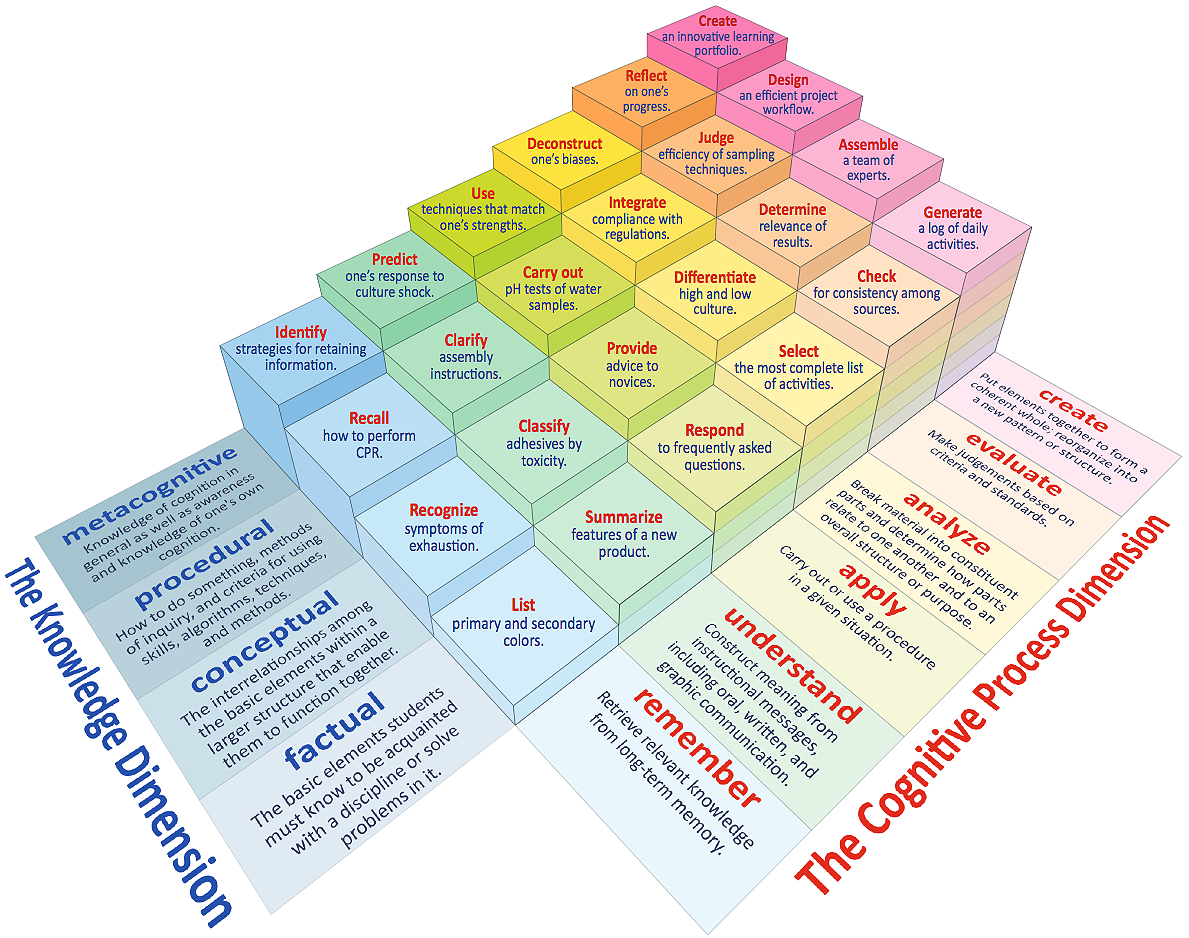 Create
an innovative learning
portfolio.
Reflect
on one's
progress.
Design
an efficient project
workflow.
Deconstruct
one's biases.
Judge
efficiency of sampling
techniques.
Assemble
a team of
experts.
Use
techniques that match
one's strengths.
Integrate
compliance with
regulations.
Determine
relevance of
results.
Generate
a log of daily
activities.
Predict
one's response to
culture shock.
Carry out
pH tests of water
samples.
Differentiate
high and low
culture.
Check
for consistency among
sources.
Identify
strategies for retaining
information.
Clarify
assembly
instructions.
Provide
advice to
novices.
Select
the most complete list
of activities.
Recall
how to perform
CPR.
Classify
adhesives by
toxicity.
Respond
to frequently asked
questions.
Recognize
symptoms of
exhaustion.
Summarize
features of a new
product.
List
primary and secondary
colors.
metacognitive
Knowledge of cognition in
general as well as awareness
and knowledge of one's own
cognition.
procedural
How to do something, methods
of inquiry, and criteria for using
skills, algorithms, techniques,
and methods.
conceptual
The interrelationships among
the basic elements within a
larger structure that enable
them to function together.
factual
The basic elements students
must know to be acquainted
with a discipline or solve
problems in it.
The Knowledge Dimension
create
Put elements together to form a
coherent whole; reorganize into
a new pattern or structure.
evaluate
Make judgements based on
criteria and standards.
analyze
Break material into constituent
parts and determine how parts
relate to one another and to an
overall structure or purpose.
apply
Carry out or use a procedure
in a given situation.
understand
Construct meaning from
instructional messages,
including oral, written, and
graphic communication.
remember
Retrieve relevant knowledge
from long-term memory.
The Cognitive Process Dimension